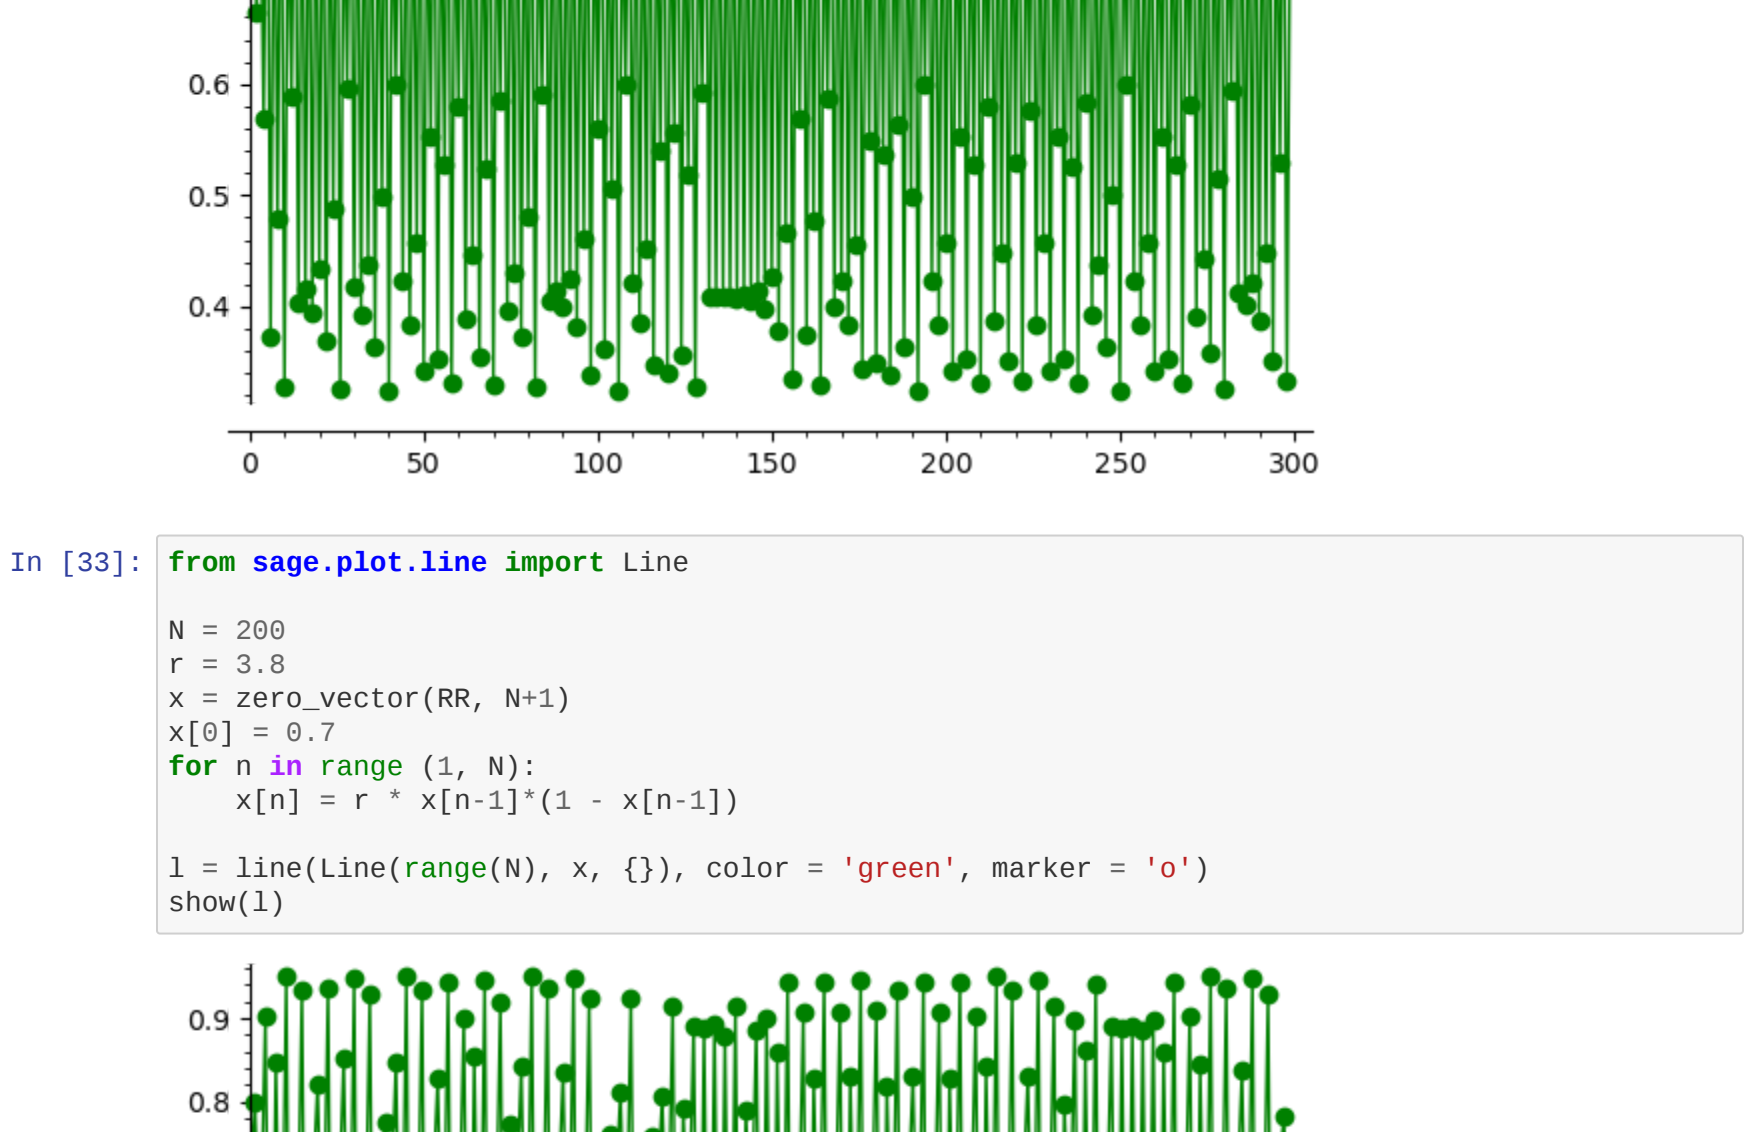 0.6
0.5
0.4
0 50 100 150 200 250 300
In [33]: from sage.plot.line import Line
N = 200
r = 3.8
x = zero_vector(RR, N+1)
x[0] = 0.7
for n in range (1, N):
    x[n] = r * x[n-1]*(1 - x[n-1])
l = line(Line(range(N), x, {}), color = 'green', marker = 'o')
show(l)
0.9
0.8